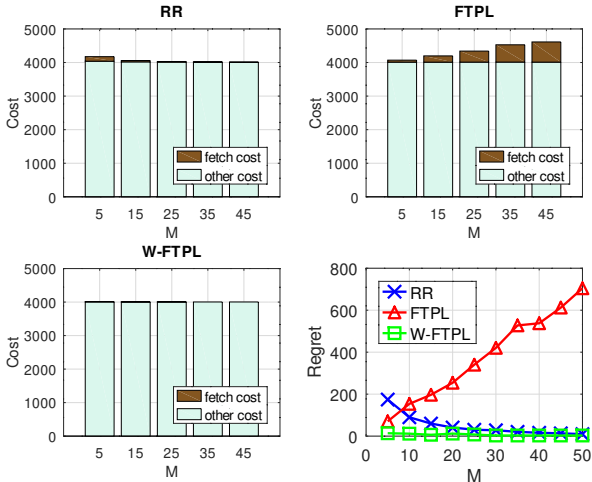 RR
5000
4000
3000
2000
1000
0
Cost
fetch cost
other cost
5 15 25 35 45
M
FTPL
5000
4000
3000
2000
1000
0
Cost
fetch cost
other cost
5 15 25 35 45
M
W-FTPL
5000
4000
3000
2000
1000
0
Cost
fetch cost
other cost
5 15 25 35 45
M
800
600
400
200
0
Regret
RR
FTPL
W-FTPL
0 10 20 30 40 50
M